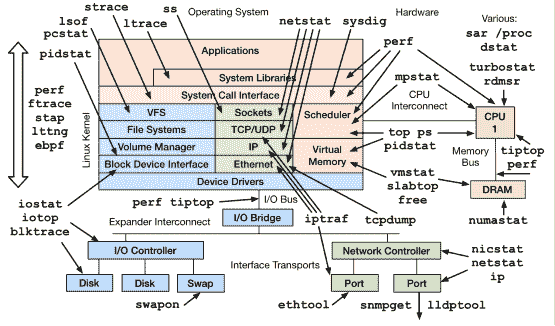 strace
ss
Operating System
Hardware
Various:
lsof
ltrace
netstat
sysdig
sar /proc
pcstat
perf
dstat
pidstat
Applications
turbostat
System Libraries
mpstat
rdmsr
System Call Interface
CPU
Interconnect
perf
ftrace
stap
lttng
ebpf
Linux Kernel
VFS
Sockets
Scheduler
CPU
1
File Systems
TCP/UDP
top ps
pidstat
Volume Manager
IP
Virtual
Memory
Memory
Bus
tiptop
perf
Block Device Interface
Ethernet
vmstat
slabtop
free
Device Drivers
DRAM
iostat
iotop
blktrace
perf tiptop
I/O Bus
numastat
Expander Interconnect
I/O Bridge
iptraf
tcpdump
I/O Controller
Network Controller
nicstat
netstat
ip
Interface Transports
Disk
Disk
Swap
Port
Port
swapon
ethtool
snmpget
lldptool